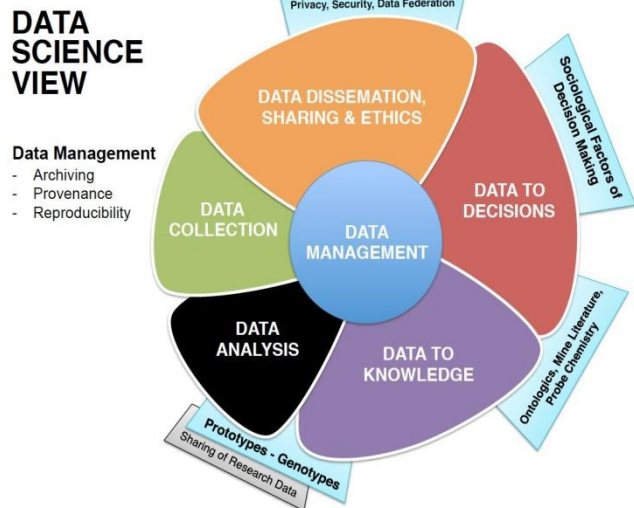 DATA
SCIENCE
VIEW
Data Management
- Archiving
- Provenance
- Reproducibility
Privacy, Security, Data Federation
DATA DISSEMATION,
SHARING & ETHICS
Sociological Factors of
Decision Making
DATA TO
DECISIONS
DATA
COLLECTION
DATA
MANAGEMENT
DATA
ANALYSIS
DATA TO
KNOWLEDGE
Ontologics, Mine Literature,
Probe Chemistry
Prototypes - Genotypes
Sharing of Research Data